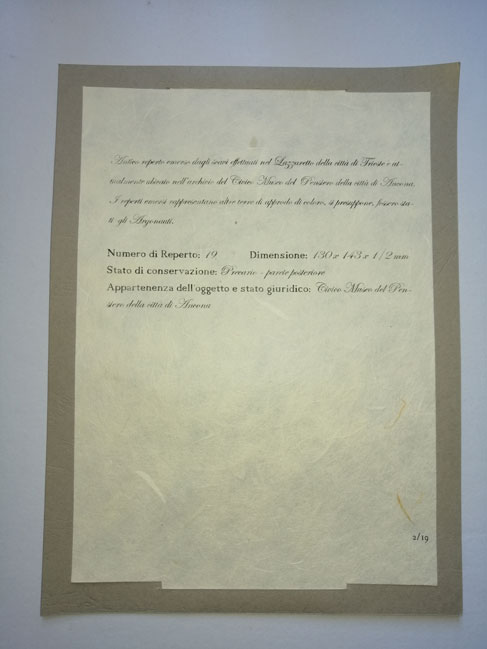 Antico reperto emerso dagli scavi effettuati nel Lazzaretto della città di Trieste e at-
tualmente ubicato nell'archivio del Civico Museo del Pensiero della città di Ancona.
I reperti emersi rappresentano altre terre di approdo di coloro, si presuppone, fossero sta-
ti gli Argonauti.
Numero di Reperto: 19 Dimensione: 130 x 143 x 1/2 mm
Stato di conservazione: Precario - parete posteriore
Appartenenza dell'oggetto e stato giuridico: Civico Museo del Pen-
siero della città di Ancona
2/19